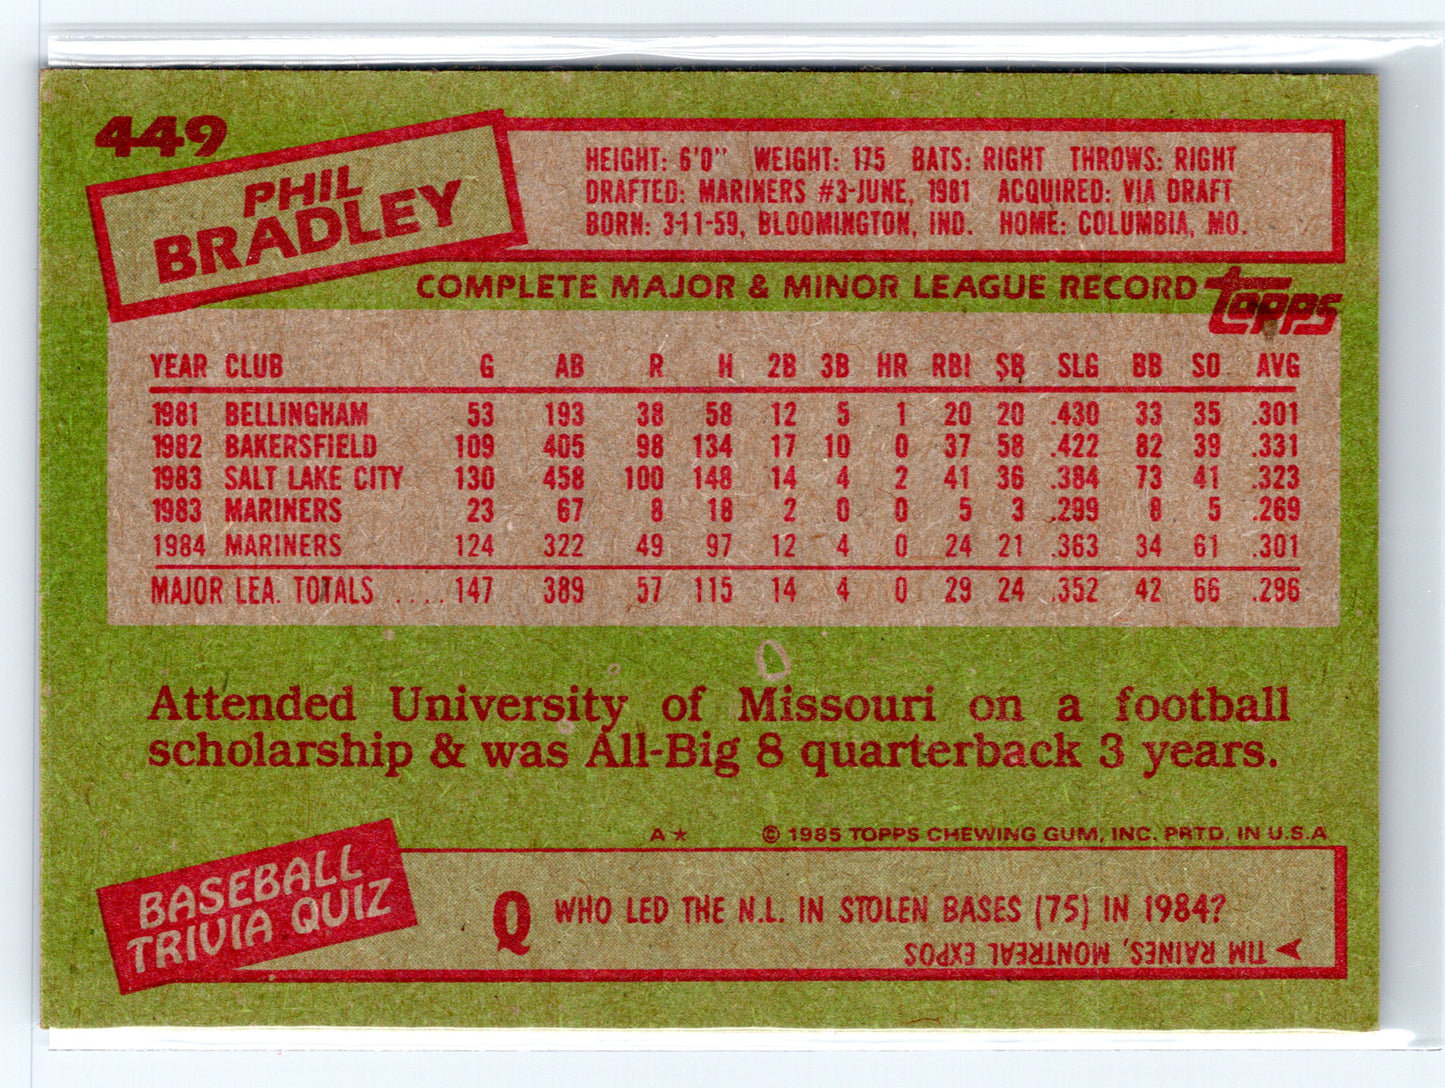 449
PHIL
BRADLEY
HEIGHT: 6'0" WEIGHT: 175 BATS: RIGHT THROWS: RIGHT
DRAFTED: MARINERS #3-JUNE, 1981 ACQUIRED: VIA DRAFT
BORN: 3-11-59, BLOOMINGTON, IND. HOME: COLUMBIA, MO.
COMPLETE MAJOR & MINOR LEAGUE RECORD topps
YEAR CLUB G AB R H 2B 3B HR RBI SB SLG BB SO AVG
1981 BELLINGHAM 53 193 38 58 12 5 1 20 20 .430 33 35 .301
1982 BAKERSFIELD 109 405 98 134 17 10 0 37 58 .422 82 39 .331
1983 SALT LAKE CITY 130 458 100 148 14 4 2 41 36 .384 73 41 .323
1983 MARINERS 23 67 8 18 2 0 0 5 3 .299 8 5 .269
1984 MARINERS 124 322 49 97 12 4 0 24 21 .363 34 61 .301
MAJOR LEA. TOTALS .... 147 389 57 115 14 4 0 29 24 .352 42 66 .296
Attended University of Missouri on a football
scholarship & was All-Big 8 quarterback 3 years.
A★ © 1985 TOPPS CHEWING GUM, INC. PRTD. IN U.S.A
BASEBALL
TRIVIA QUIZ
Q WHO LED THE N.L. IN STOLEN BASES (75) IN 1984?
TIM RAINES, MONTREAL EXPOS